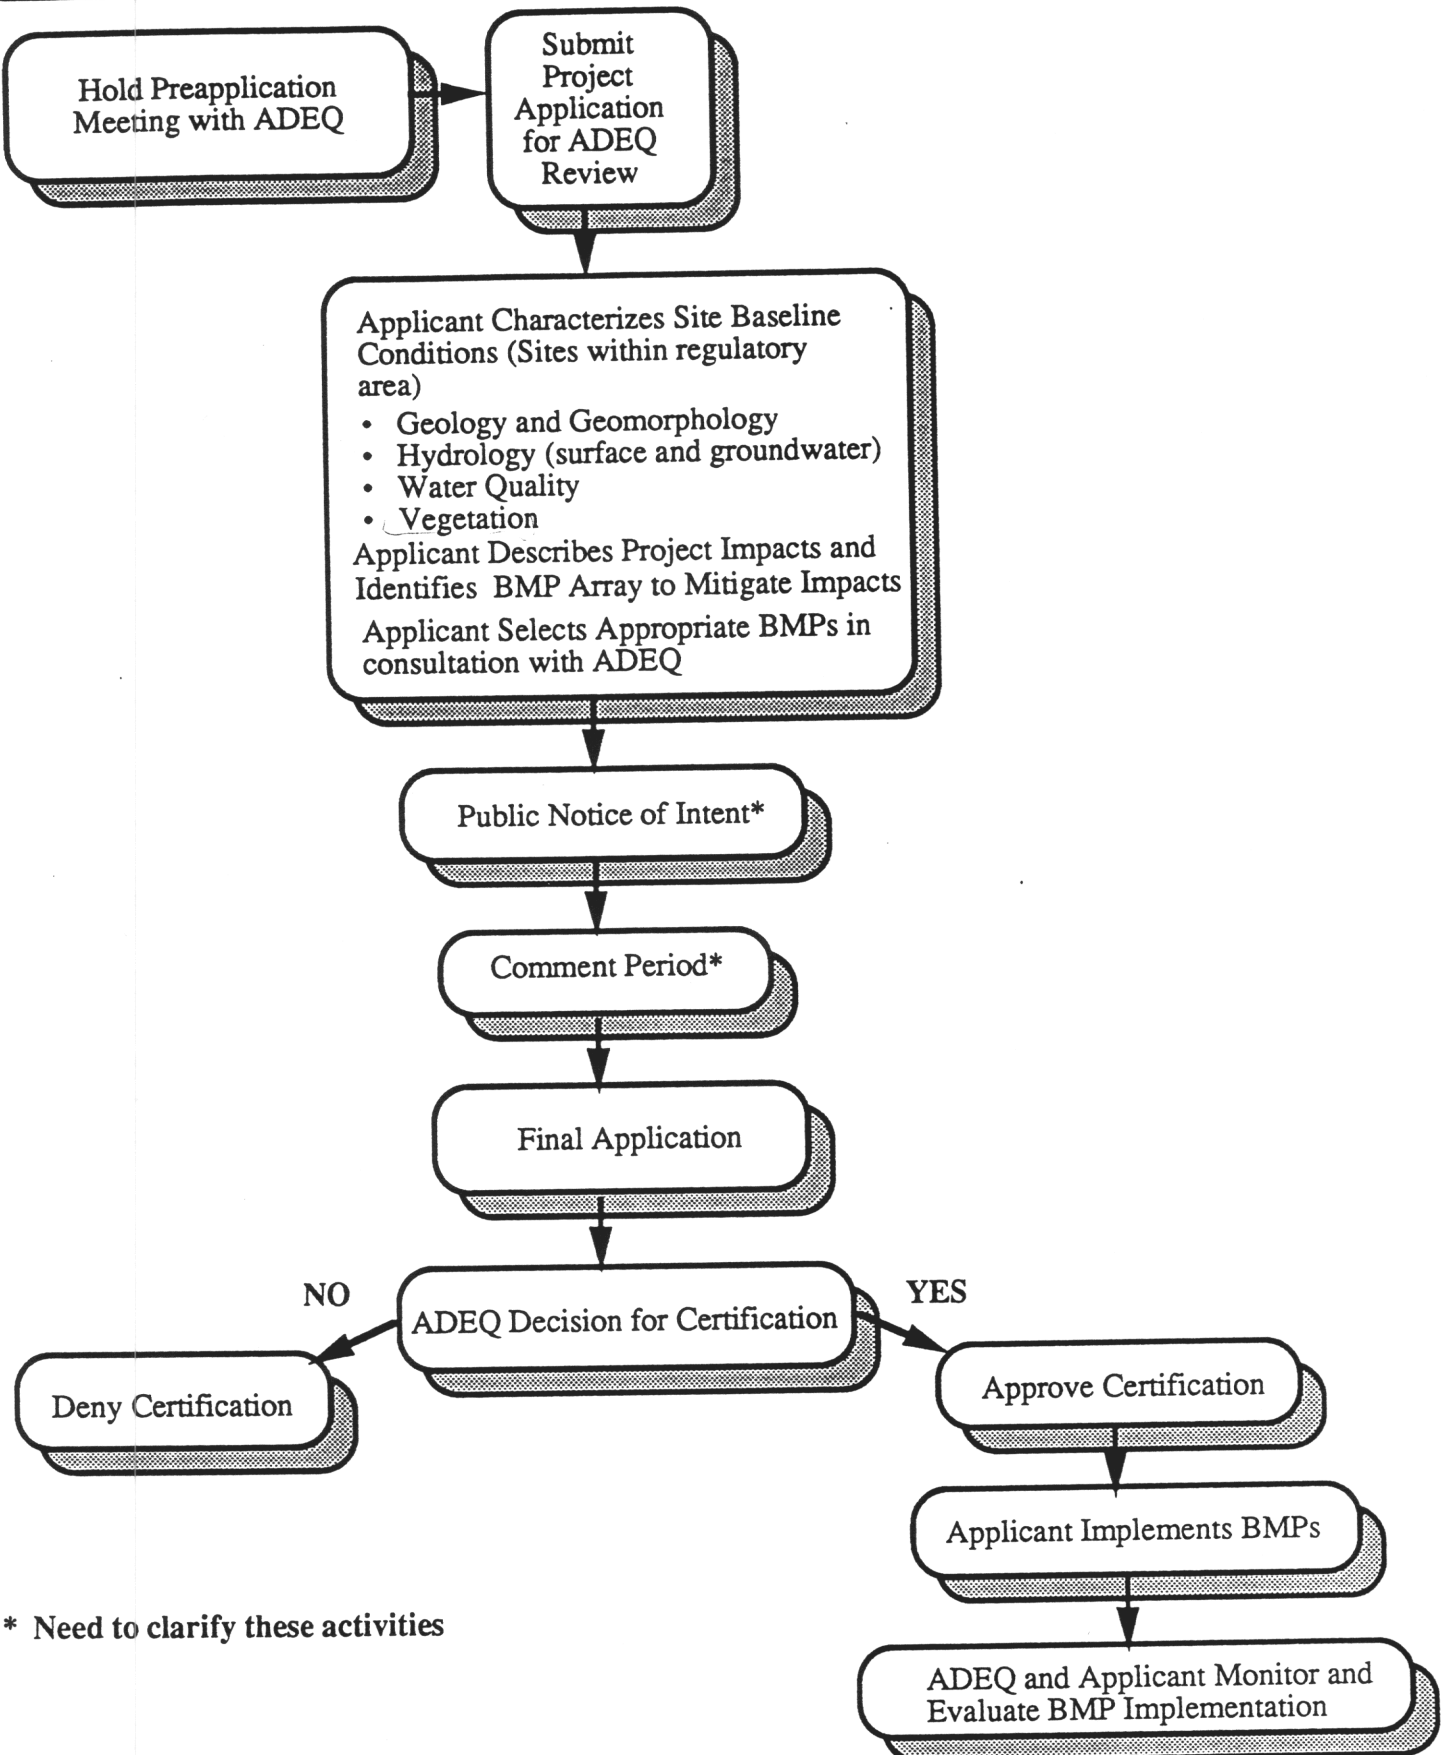 Hold Preapplication
Meeting with ADEQ
Submit
Project
Application
for ADEQ
Review
Applicant Characterizes Site Baseline
Conditions (Sites within regulatory
area)
• Geology and Geomorphology
• Hydrology (surface and groundwater)
• Water Quality
• Vegetation
Applicant Describes Project Impacts and
Identifies BMP Array to Mitigate Impacts
Applicant Selects Appropriate BMPs in
consultation with ADEQ
Public Notice of Intent*
Comment Period*
Final Application
NO
ADEQ Decision for Certification
YES
Deny Certification
Approve Certification
Applicant Implements BMPs
* Need to clarify these activities
ADEQ and Applicant Monitor and
Evaluate BMP Implementation